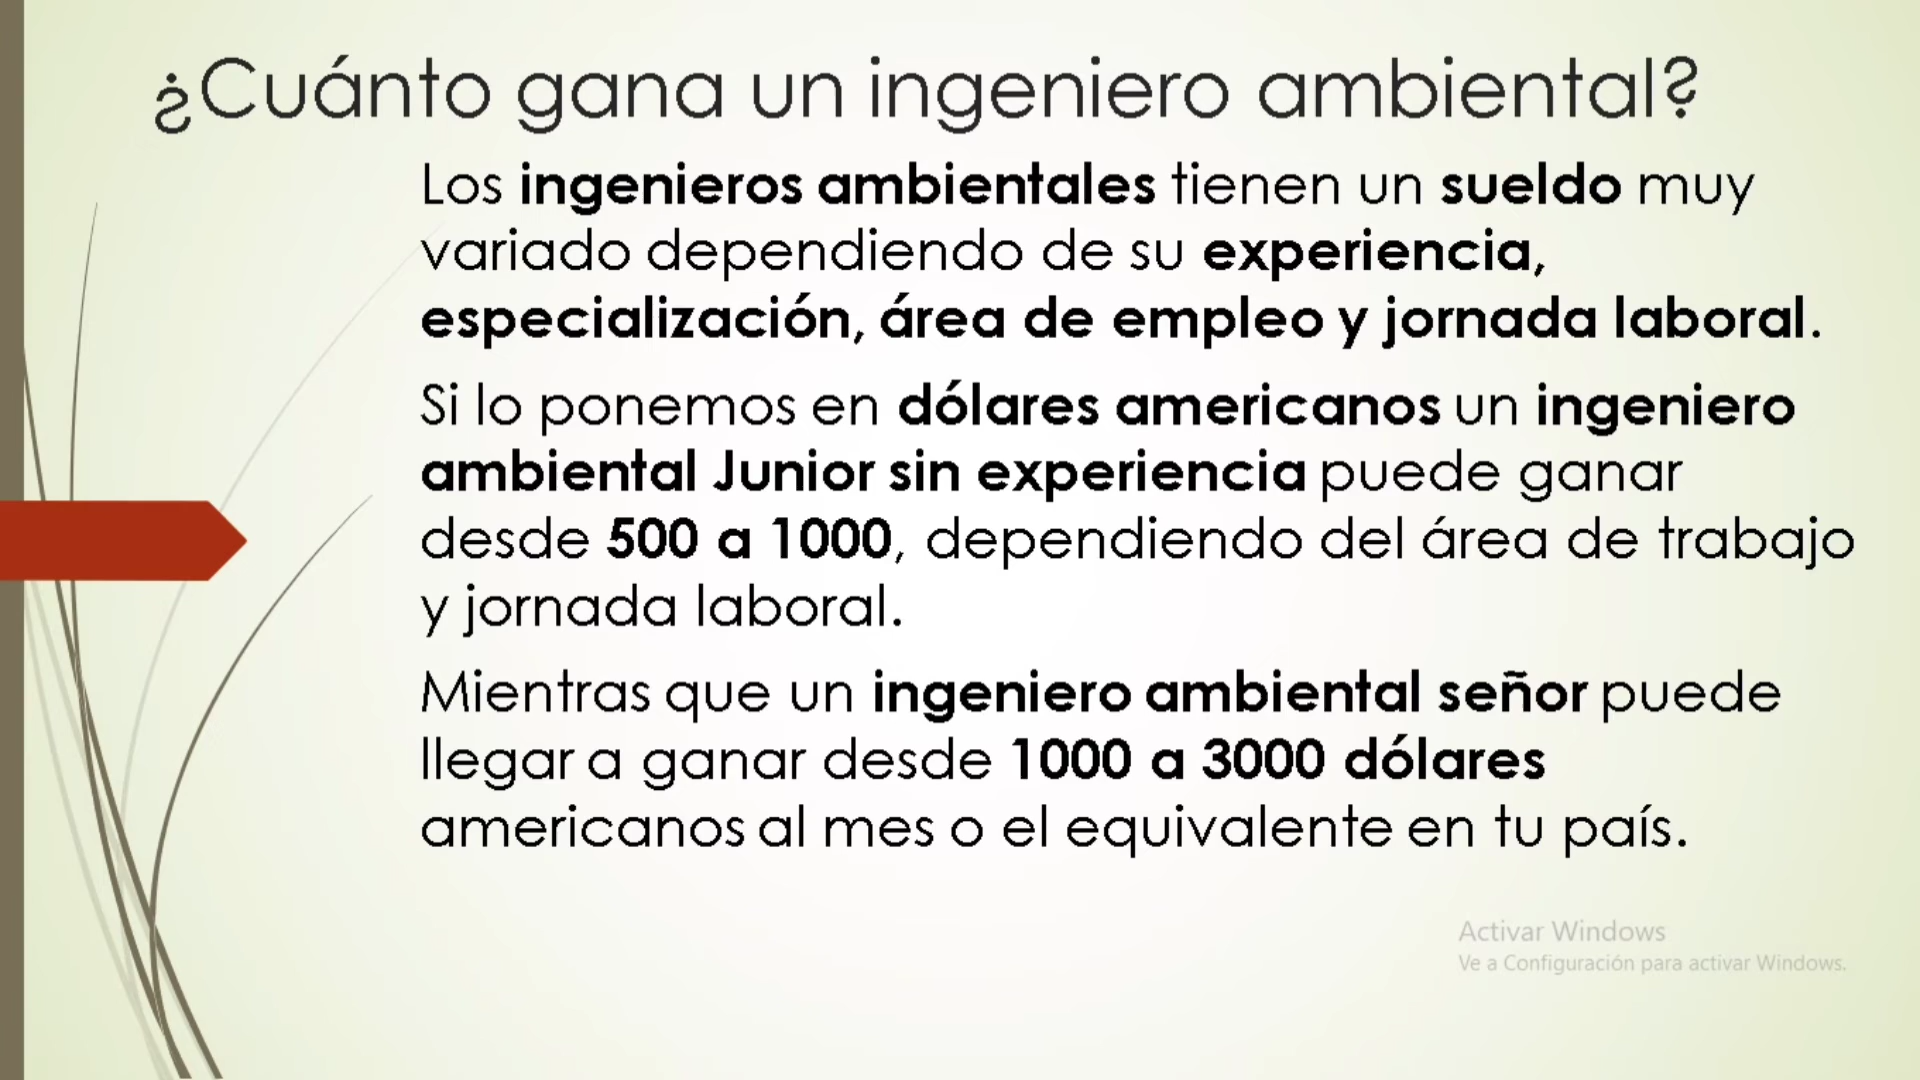 ¿Cuánto gana un ingeniero ambiental?
Los ingenieros ambientales tienen un sueldo muy
variado dependiendo de su experiencia,
especialización, área de empleo y jornada laboral.
Si lo ponemos en dólares americanos un ingeniero
ambiental Junior sin experiencia puede ganar
desde 500 a 1000, dependiendo del área de trabajo
y jornada laboral.
Mientras que un ingeniero ambiental señor puede
llegar a ganar desde 1000 a 3000 dólares
americanos al mes o el equivalente en tu país.
Activar Windows
Ve a Configuración para activar Windows.